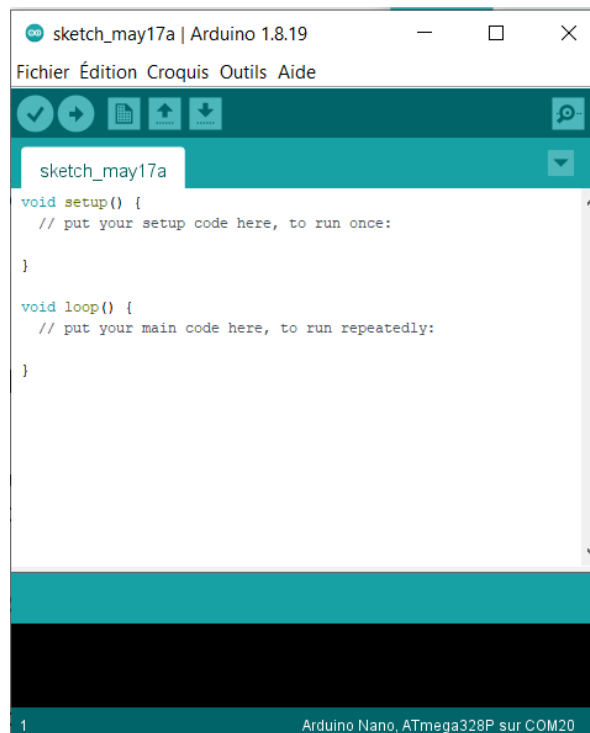 sketch_may17a | Arduino 1.8.19
Fichier Édition Croquis Outils Aide
sketch_may17a
void setup() {
  // put your setup code here, to run once:
}
void loop() {
  // put your main code here, to run repeatedly:
}
1 Arduino Nano, ATmega328P sur COM20